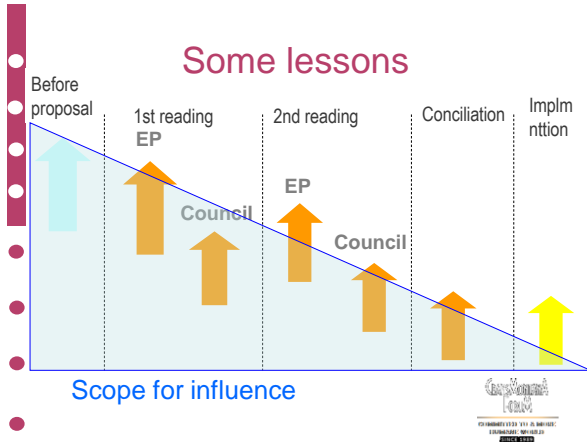 Some lessons
Before
proposal
1st reading
2nd reading
Conciliation
Implm
nttion
EP
Council
EP
Council
Scope for influence
SINCE 1989